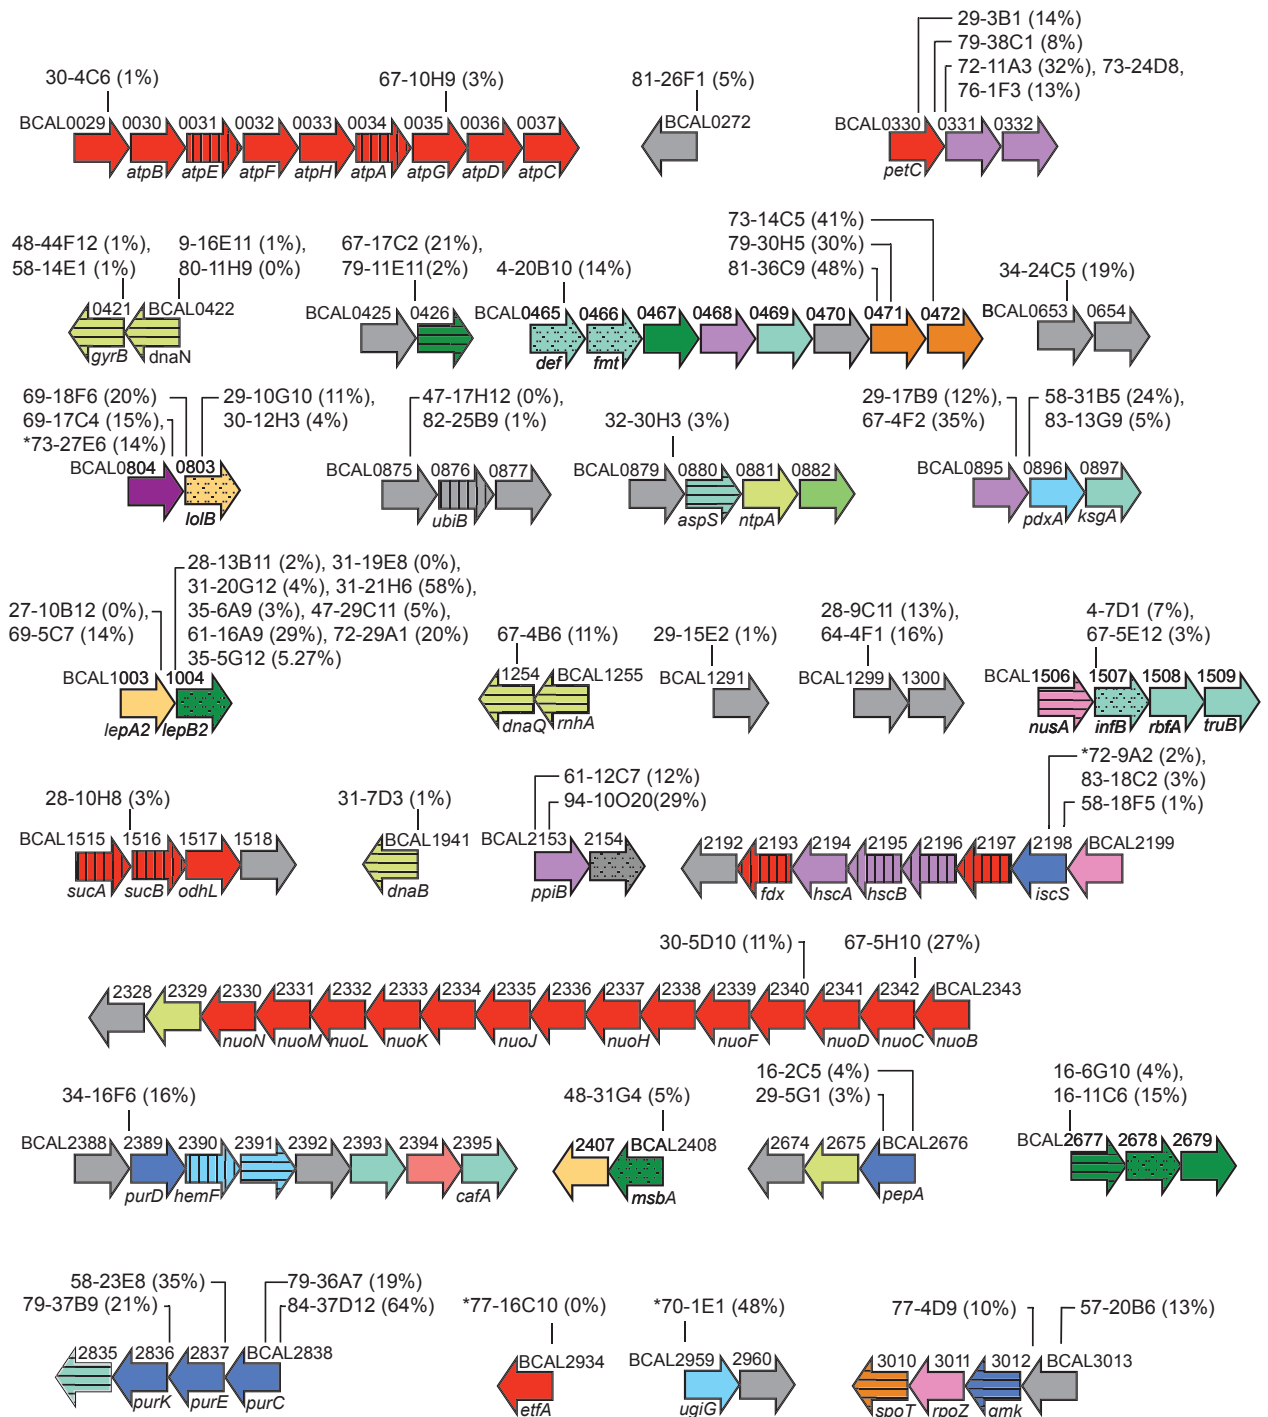 29-3B1 (14%)
79-38C1 (8%)
30-4C6 (1%) 67-10H9 (3%) 81-26F1 (5%) 72-11A3 (32%), 73-24D8,
76-1F3 (13%)
BCAL0029 0030 0031 0032 0033 0034 0035 0036 0037 BCAL0272 BCAL0330 0331 0332
atpB atpE atpF atpH atpA atpG atpD atpC petC
73-14C5 (41%)
48-44F12 (1%), 9-16E11 (1%), 67-17C2 (21%), 79-30H5 (30%)
58-14E1 (1%) 80-11H9 (0%) 79-11E11(2%) 4-20B10 (14%) 81-36C9 (48%) 34-24C5 (19%)
0421 BCAL0422 BCAL0425 0426 BCAL0465 0466 0467 0468 0469 0470 0471 0472 BCAL0653 0654
gyrB dnaN def fmt
69-18F6 (20%) 29-10G10 (11%), 47-17H12 (0%), 29-17B9 (12%), 58-31B5 (24%),
69-17C4 (15%) 30-12H3 (4%) 82-25B9 (1%) 32-30H3 (3%) 67-4F2 (35%) 83-13G9 (5%)
*73-27E6 (14%)
BCAL0804 0803 BCAL0875 0876 0877 BCAL0879 0880 0881 0882 BCAL0895 0896 0897
lolB ubiB aspS ntpA pdxA ksgA
28-13B11 (2%), 31-19E8 (0%),
31-20G12 (4%), 31-21H6 (58%),
27-10B12 (0%), 35-6A9 (3%), 47-29C11 (5%), 28-9C11 (13%), 4-7D1 (7%),
69-5C7 (14%) 61-16A9 (29%), 72-29A1 (20%) 67-4B6 (11%) 29-15E2 (1%) 64-4F1 (16%) 67-5E12 (3%)
35-5G12 (5.27%)
BCAL1003 1004 1254 BCAL1255 BCAL1291 BCAL1299 1300 BCAL1506 1507 1508 1509
lepA2 lepB2 dnaQ rnhA nusA infB rbfA truB
*72-9A2 (2%),
61-12C7 (12%) 83-18C2 (3%)
28-10H8 (3%) 31-7D3 (1%) 94-10O20(29%) 58-18F5 (1%)
BCAL1515 1516 1517 1518 BCAL1941 BCAL2153 2154 2192 2193 2194 2195 2196 2197 2198 BCAL2199
sucA sucB odhL dnaB ppiB fdx hscA hscB iscS
30-5D10 (11%) 67-5H10 (27%)
2328 2329 2330 2331 2332 2333 2334 2335 2336 2337 2338 2339 2340 2341 2342 BCAL2343
nuoN nuoM nuoL nuoK nuoJ nuoH nuoF nuoD nuoC nuoB
16-2C5 (4%) 16-6G10 (4%),
34-16F6 (16%) 48-31G4 (5%) 29-5G1 (3%) 16-11C6 (15%)
BCAL2388 2389 2390 2391 2392 2393 2394 2395 2407 BCAL2408 2674 2675 BCAL2676 BCAL2677 2678 2679
purD hemF cafA msbA pepA
58-23E8 (35%) 79-36A7 (19%)
79-37B9 (21%) 84-37D12 (64%) *77-16C10 (0%) *70-1E1 (48%) 77-4D9 (10%) 57-20B6 (13%)
2835 2836 2837 BCAL2838 BCAL2934 BCAL2959 2960 3010 3011 3012 BCAL3013
purK purE purC etfA ugiG spoT rpoZ gmk